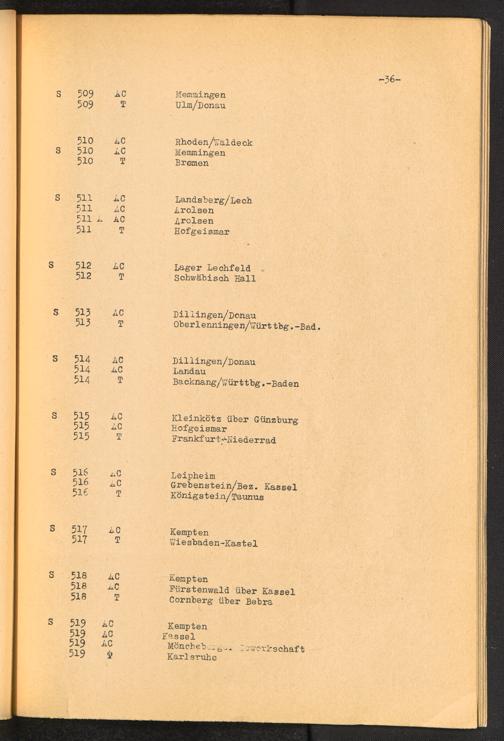 -36-
S 509 AC Memmingen
509 T Ulm/Donau
510 AC Rhoden/Waldeck
S 510 AC Memmingen
510 T Bremen
S 511 AC Landsberg/Lech
511 AC Arolsen
511 A AC Arolsen
511 T Hofgeismar
S 512 AC Lager Lechfeld
512 T Schwäbisch Hall
S 513 AC Dillingen/Donau
513 T Oberlenningen/Württbg.-Bad.
S 514 AC Dillingen/Donau
514 AC Landau
514 T Backnang/Württbg.-Baden
S 515 AC Kleinkötz über Günzburg
515 AC Hofgeismar
515 T Frankfurt-Niederrad
S 516 AC Leipheim
516 AC Grebenstein/Bez. Kassel
516 T Königstein/Taunus
S 517 AC Kempten
517 T Wiesbaden-Kastel
S 518 AC Kempten
518 AC Fürstenwald über Kassel
518 T Cornberg über Bebra
S 519 AC Kempten
519 AC Kassel
519 AC
519 T Karlsruhe